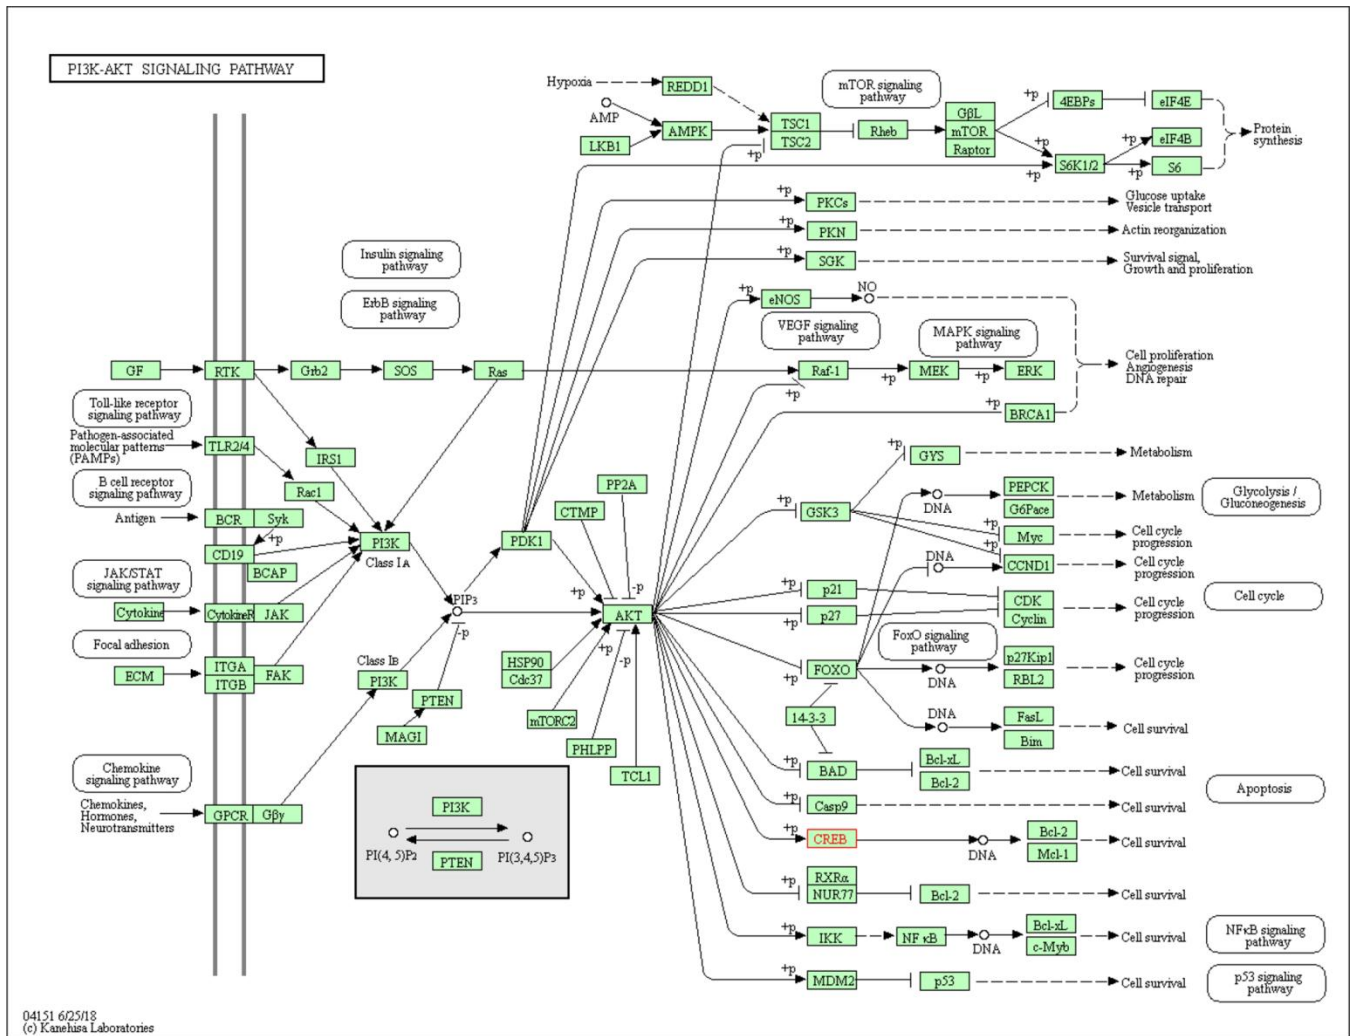 PI3K-AKT SIGNALING PATHWAY
Hypoxia
REDD1
mTOR signaling
pathway
AMP
LKB1
AMPK
TSC1
TSC2
+p
Rheb
GβL
mTOR
Raptor
+p
4EBPs
eIF4E
+p
S6K1/2
+p
+p
eIF4B
+p
S6
Protein
synthesis
+p
PKCs
Glucose uptake
Vesicle transport
+p
PKN
Actin reorganization
+p
SGK
Survival signal,
Growth and proliferation
Insulin signaling
pathway
ErbB signaling
pathway
+p
eNOS
NO
VEGF signaling
pathway
MAPK signaling
pathway
GF
RTK
Grb2
SOS
Ras
Raf-1
+p
+p
MEK
+p
ERK
+p
BRCA1
Cell proliferation
Angiogenesis
DNA repair
Toll-like receptor
signaling pathway
Pathogen-associated
molecular patterns
(PAMPs)
TLR2/4
IRS1
Rac1
B cell receptor
signaling pathway
Antigen
BCR
Syk
+p
CD19
BCAP
PI3K
Class IA
JAK/STAT
signaling pathway
Cytokine
CytokineR
JAK
Focal adhesion
ECM
ITGA
ITGB
FAK
Chemokine
signaling pathway
Chemokines,
Hormones,
Neurotransmitters
GPCR
Gβγ
PIP3
-p
Class IB
PI3K
PTEN
MAGI
PDK1
CTMP
PP2A
+p
-p
AKT
+p
-p
HSP90
Cdc37
mTORC2
PHLPP
TCL1
PI3K
PI(4, 5)P2
PI(3,4,5)P3
PTEN
+p
GYS
Metabolism
+p
GSK3
DNA
PEPCK
G6Pace
Metabolism
Glycolysis /
Gluconeogenesis
+p
Myc
Cell cycle
progression
DNA
+p
CCND1
Cell cycle
progression
+p
p21
+p
p27
CDK
Cyclin
Cell cycle
progression
Cell cycle
FoxO signaling
pathway
+p
FOXO
DNA
p27Kip1
RBL2
Cell cycle
progression
14-3-3
DNA
FasL
Bim
Cell survival
+p
BAD
Bcl-xL
Bcl-2
Cell survival
Apoptosis
+p
Casp9
Cell survival
+p
CREB
DNA
Bcl-2
Mcl-1
Cell survival
+p
RXRα
NUR77
Bcl-2
Cell survival
+p
IKK
NFκB
DNA
Bcl-xL
c-Myb
Cell survival
NFκB signaling
pathway
+p
MDM2
p53
Cell survival
p53 signaling
pathway
04151 6/25/18
(c) Kanehisa Laboratories